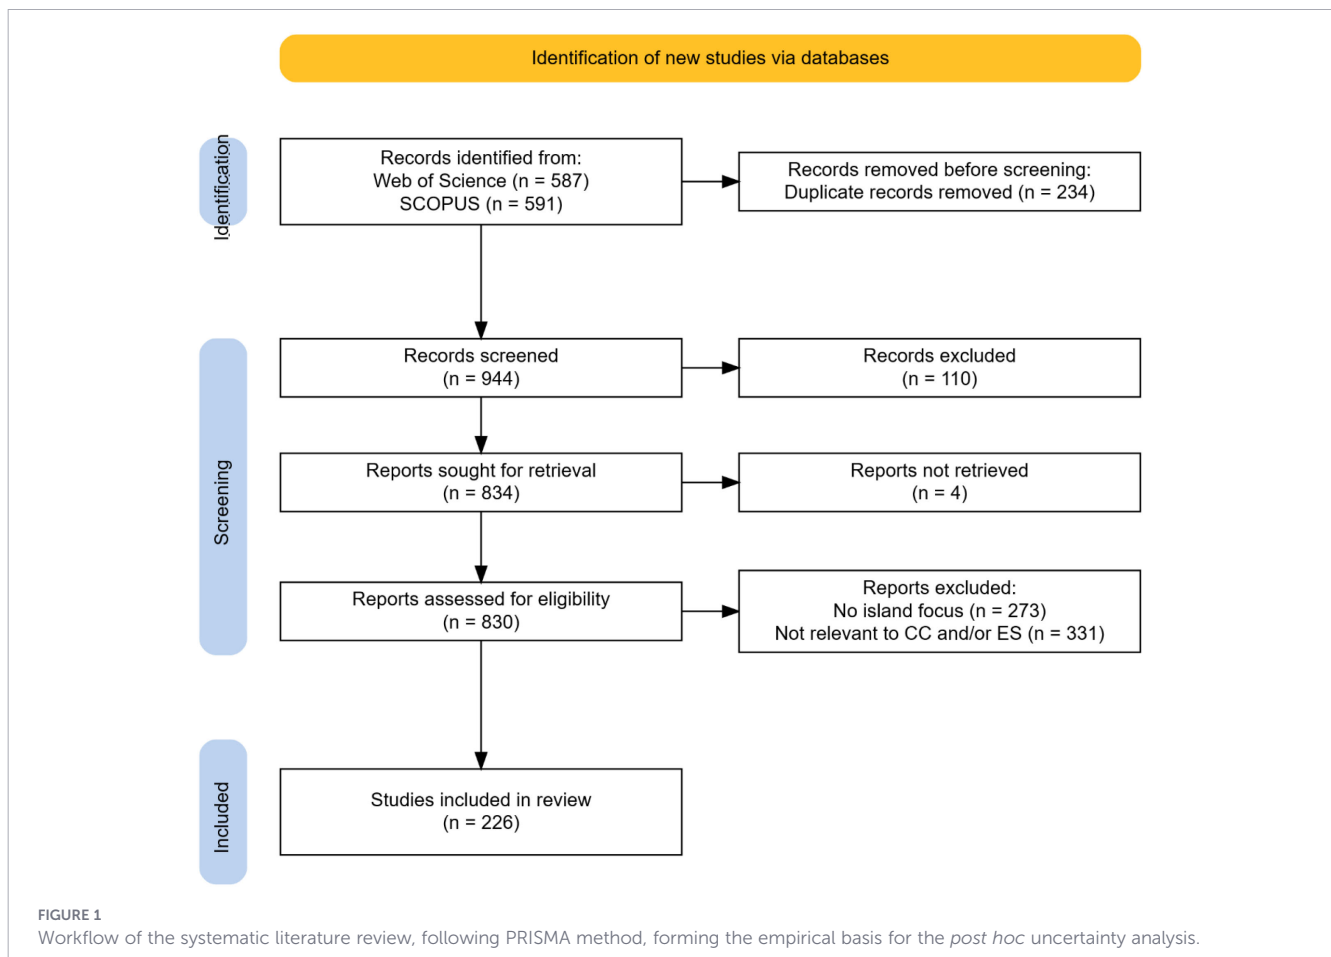 Identification of new studies via databases
Identification
Records identified from:
Web of Science (n = 587)
SCOPUS (n = 591)
Records removed before screening:
Duplicate records removed (n = 234)
Screening
Records screened
(n = 944)
Records excluded
(n = 110)
Reports sought for retrieval
(n = 834)
Reports not retrieved
(n = 4)
Reports assessed for eligibility
(n = 830)
Reports excluded:
No island focus (n = 273)
Not relevant to CC and/or ES (n = 331)
Included
Studies included in review
(n = 226)
FIGURE 1
Workflow of the systematic literature review, following PRISMA method, forming the empirical basis for the post hoc uncertainty analysis.